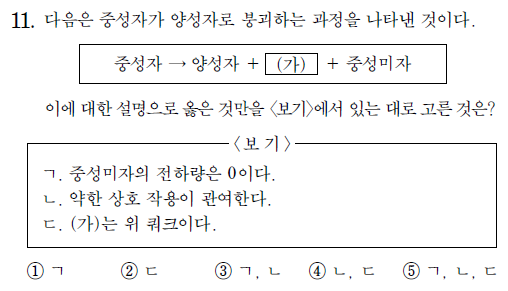 11. 다음은 중성자가 양성자로 붕괴하는 과정을 나타낸 것이다.
중성자 → 양성자 + (가) + 중성미자
이에 대한 설명으로 옳은 것만을 <보기>에서 있는 대로 고른 것은?
<보 기>
ㄱ. 중성미자의 전하량은 0이다.
ㄴ. 약한 상호 작용이 관여한다.
ㄷ. (가)는 위 쿼크이다.
① ㄱ ② ㄷ ③ ㄱ, ㄴ ④ ㄴ, ㄷ ⑤ ㄱ, ㄴ, ㄷ